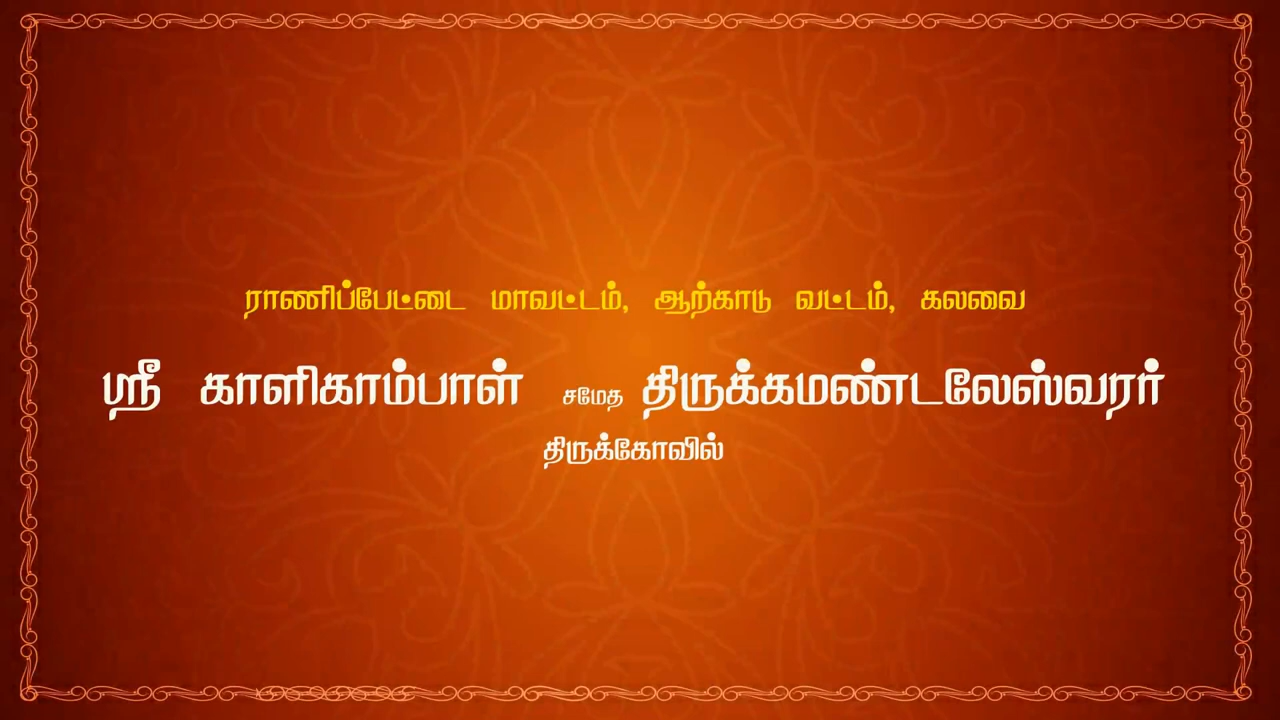 ராணிப்பேட்டை மாவட்டம், ஆற்காடு வட்டம், கலவை
ஸ்ரீ காளிகாம்பாள் சமேத திருக்கமண்டலேஸ்வரர்
திருக்கோவில்